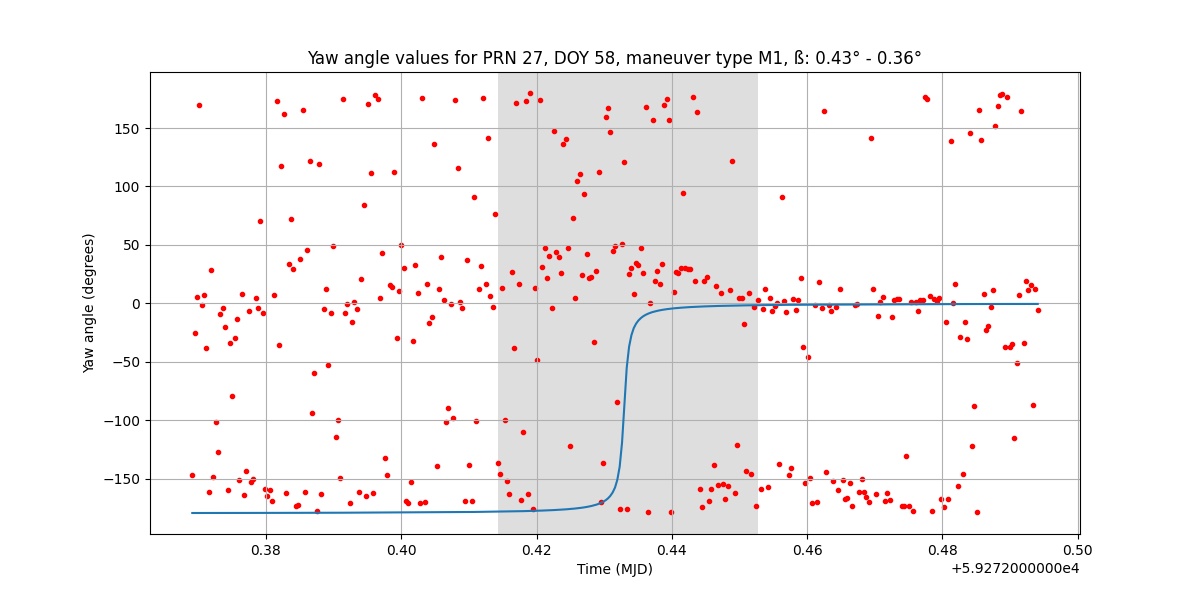 Yaw angle values for PRN 27, DOY 58, maneuver type M1, ß: 0.43° - 0.36°
Yaw angle (degrees)
150
100
50
0
−50
−100
−150
0.38 0.40 0.42 0.44 0.46 0.48 0.50
Time (MJD)
+5.9272000000e4